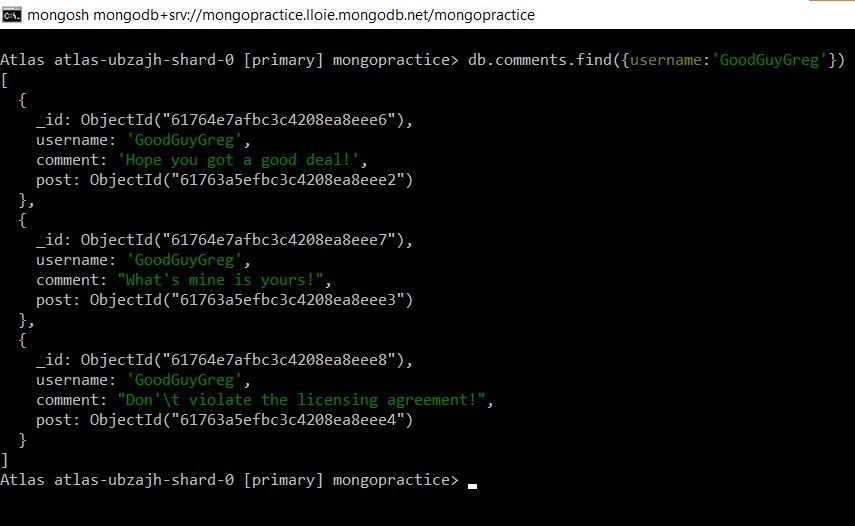 mongosh mongodb+srv://mongopractice.lloie.mongodb.net/mongopractice
Atlas atlas-ubzajh-shard-0 [primary] mongopractice> db.comments.find({username:'GoodGuyGreg'})
[
  {
    _id: ObjectId("61764e7afbc3c4208ea8eee6"),
    username: 'GoodGuyGreg',
    comment: 'Hope you got a good deal!',
    post: ObjectId("61763a5efbc3c4208ea8eee2")
  },
  {
    _id: ObjectId("61764e7afbc3c4208ea8eee7"),
    username: 'GoodGuyGreg',
    comment: "What's mine is yours!",
    post: ObjectId("61763a5efbc3c4208ea8eee3")
  },
  {
    _id: ObjectId("61764e7afbc3c4208ea8eee8"),
    username: 'GoodGuyGreg',
    comment: "Don'\t violate the licensing agreement!",
    post: ObjectId("61763a5efbc3c4208ea8eee4")
  }
]
Atlas atlas-ubzajh-shard-0 [primary] mongopractice>